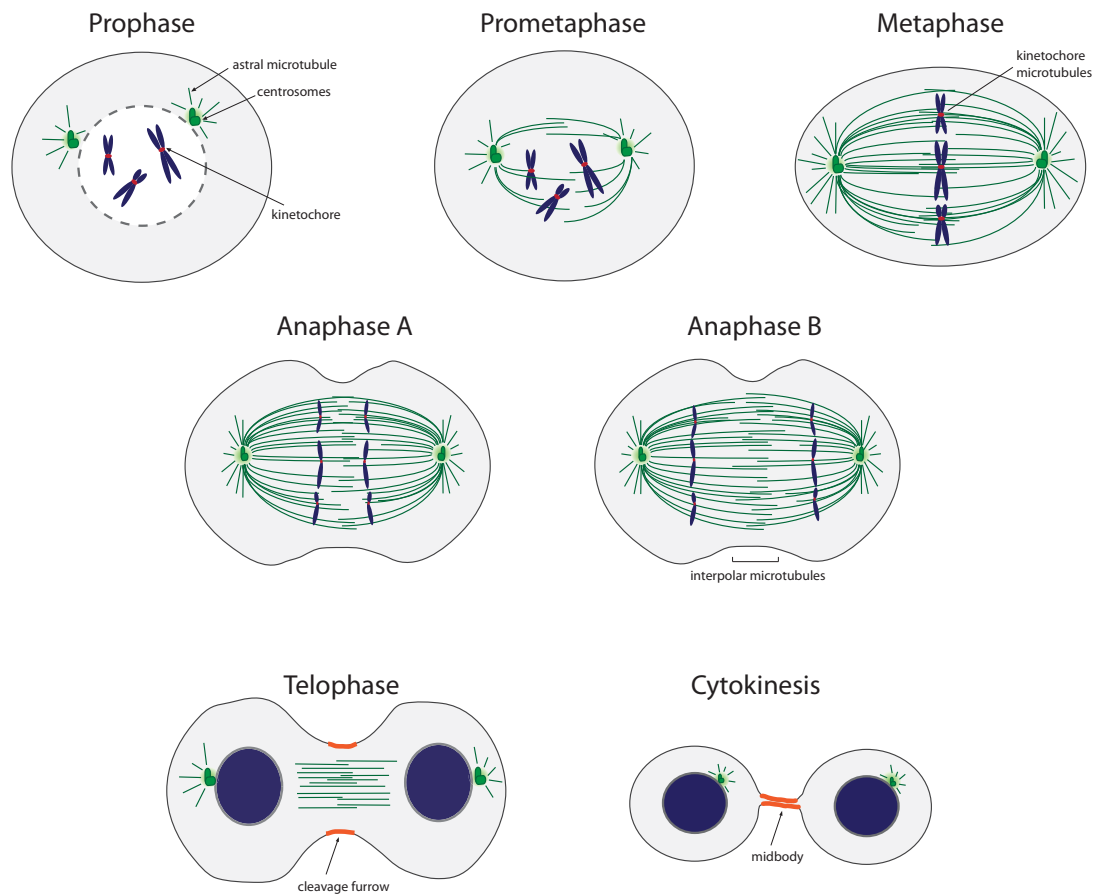 Prophase
Prometaphase
Metaphase
astral microtubule
centrosomes
kinetochore
kinetochore
microtubules
Anaphase A
Anaphase B
interpolar microtubules
Telophase
Cytokinesis
cleavage furrow
midbody